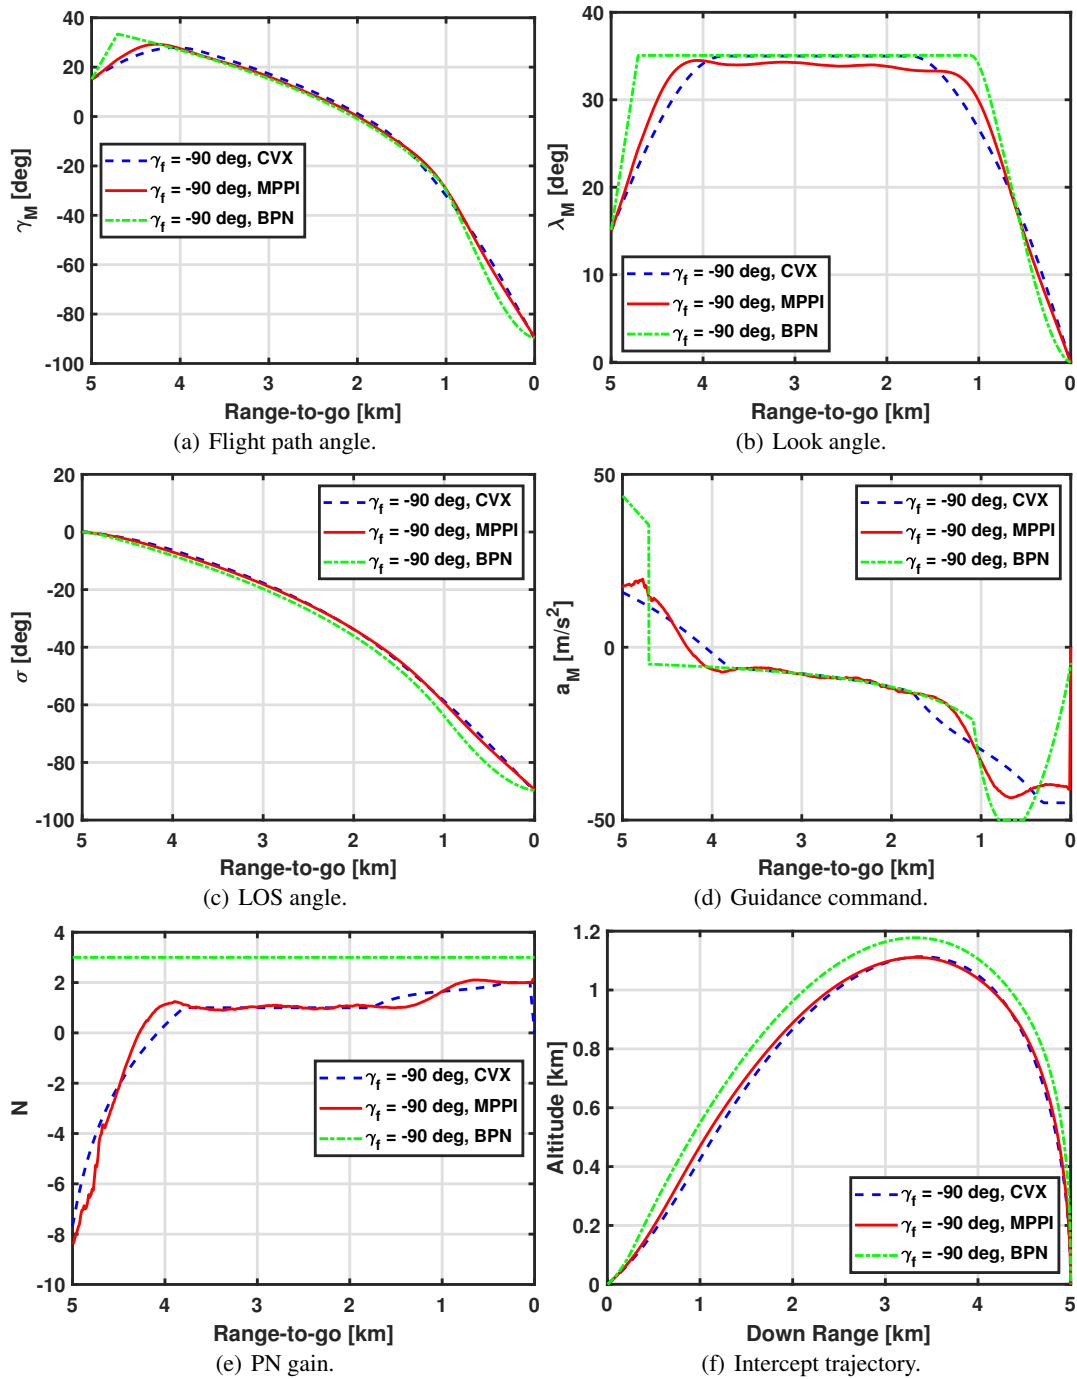 40
20
0
-20
-40
-60
-80
-100
γM [deg]
γf = -90 deg, CVX
γf = -90 deg, MPPI
γf = -90 deg, BPN
5 4 3 2 1 0
Range-to-go [km]
(a) Flight path angle.
40
30
20
10
0
λM [deg]
γf = -90 deg, CVX
γf = -90 deg, MPPI
γf = -90 deg, BPN
5 4 3 2 1 0
Range-to-go [km]
(b) Look angle.
20
0
-20
-40
-60
-80
-100
σ [deg]
γf = -90 deg, CVX
γf = -90 deg, MPPI
γf = -90 deg, BPN
5 4 3 2 1 0
Range-to-go [km]
(c) LOS angle.
50
0
-50
aM [m/s²]
γf = -90 deg, CVX
γf = -90 deg, MPPI
γf = -90 deg, BPN
5 4 3 2 1 0
Range-to-go [km]
(d) Guidance command.
4
2
0
-2
-4
-6
-8
-10
N
γf = -90 deg, CVX
γf = -90 deg, MPPI
γf = -90 deg, BPN
5 4 3 2 1 0
Range-to-go [km]
(e) PN gain.
1.2
1
0.8
0.6
0.4
0.2
0
Altitude [km]
γf = -90 deg, CVX
γf = -90 deg, MPPI
γf = -90 deg, BPN
0 1 2 3 4 5
Down Range [km]
(f) Intercept trajectory.